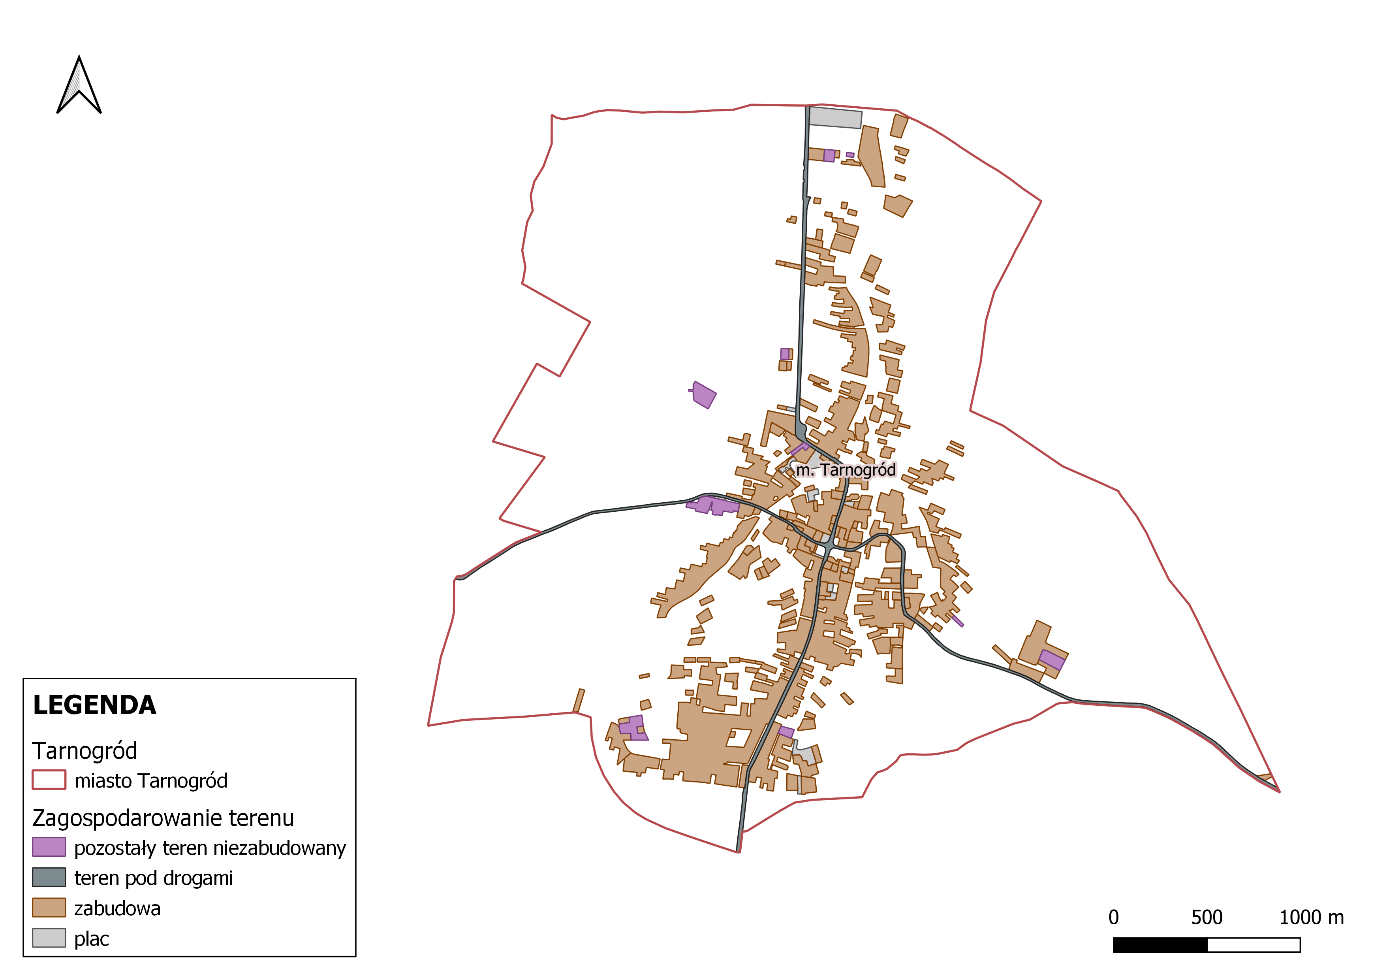 m. Tarnogród
LEGENDA
Tarnogród
miasto Tarnogród
Zagospodarowanie terenu
pozostały teren niezabudowany
teren pod drogami
zabudowa
plac
0 500 1000 m